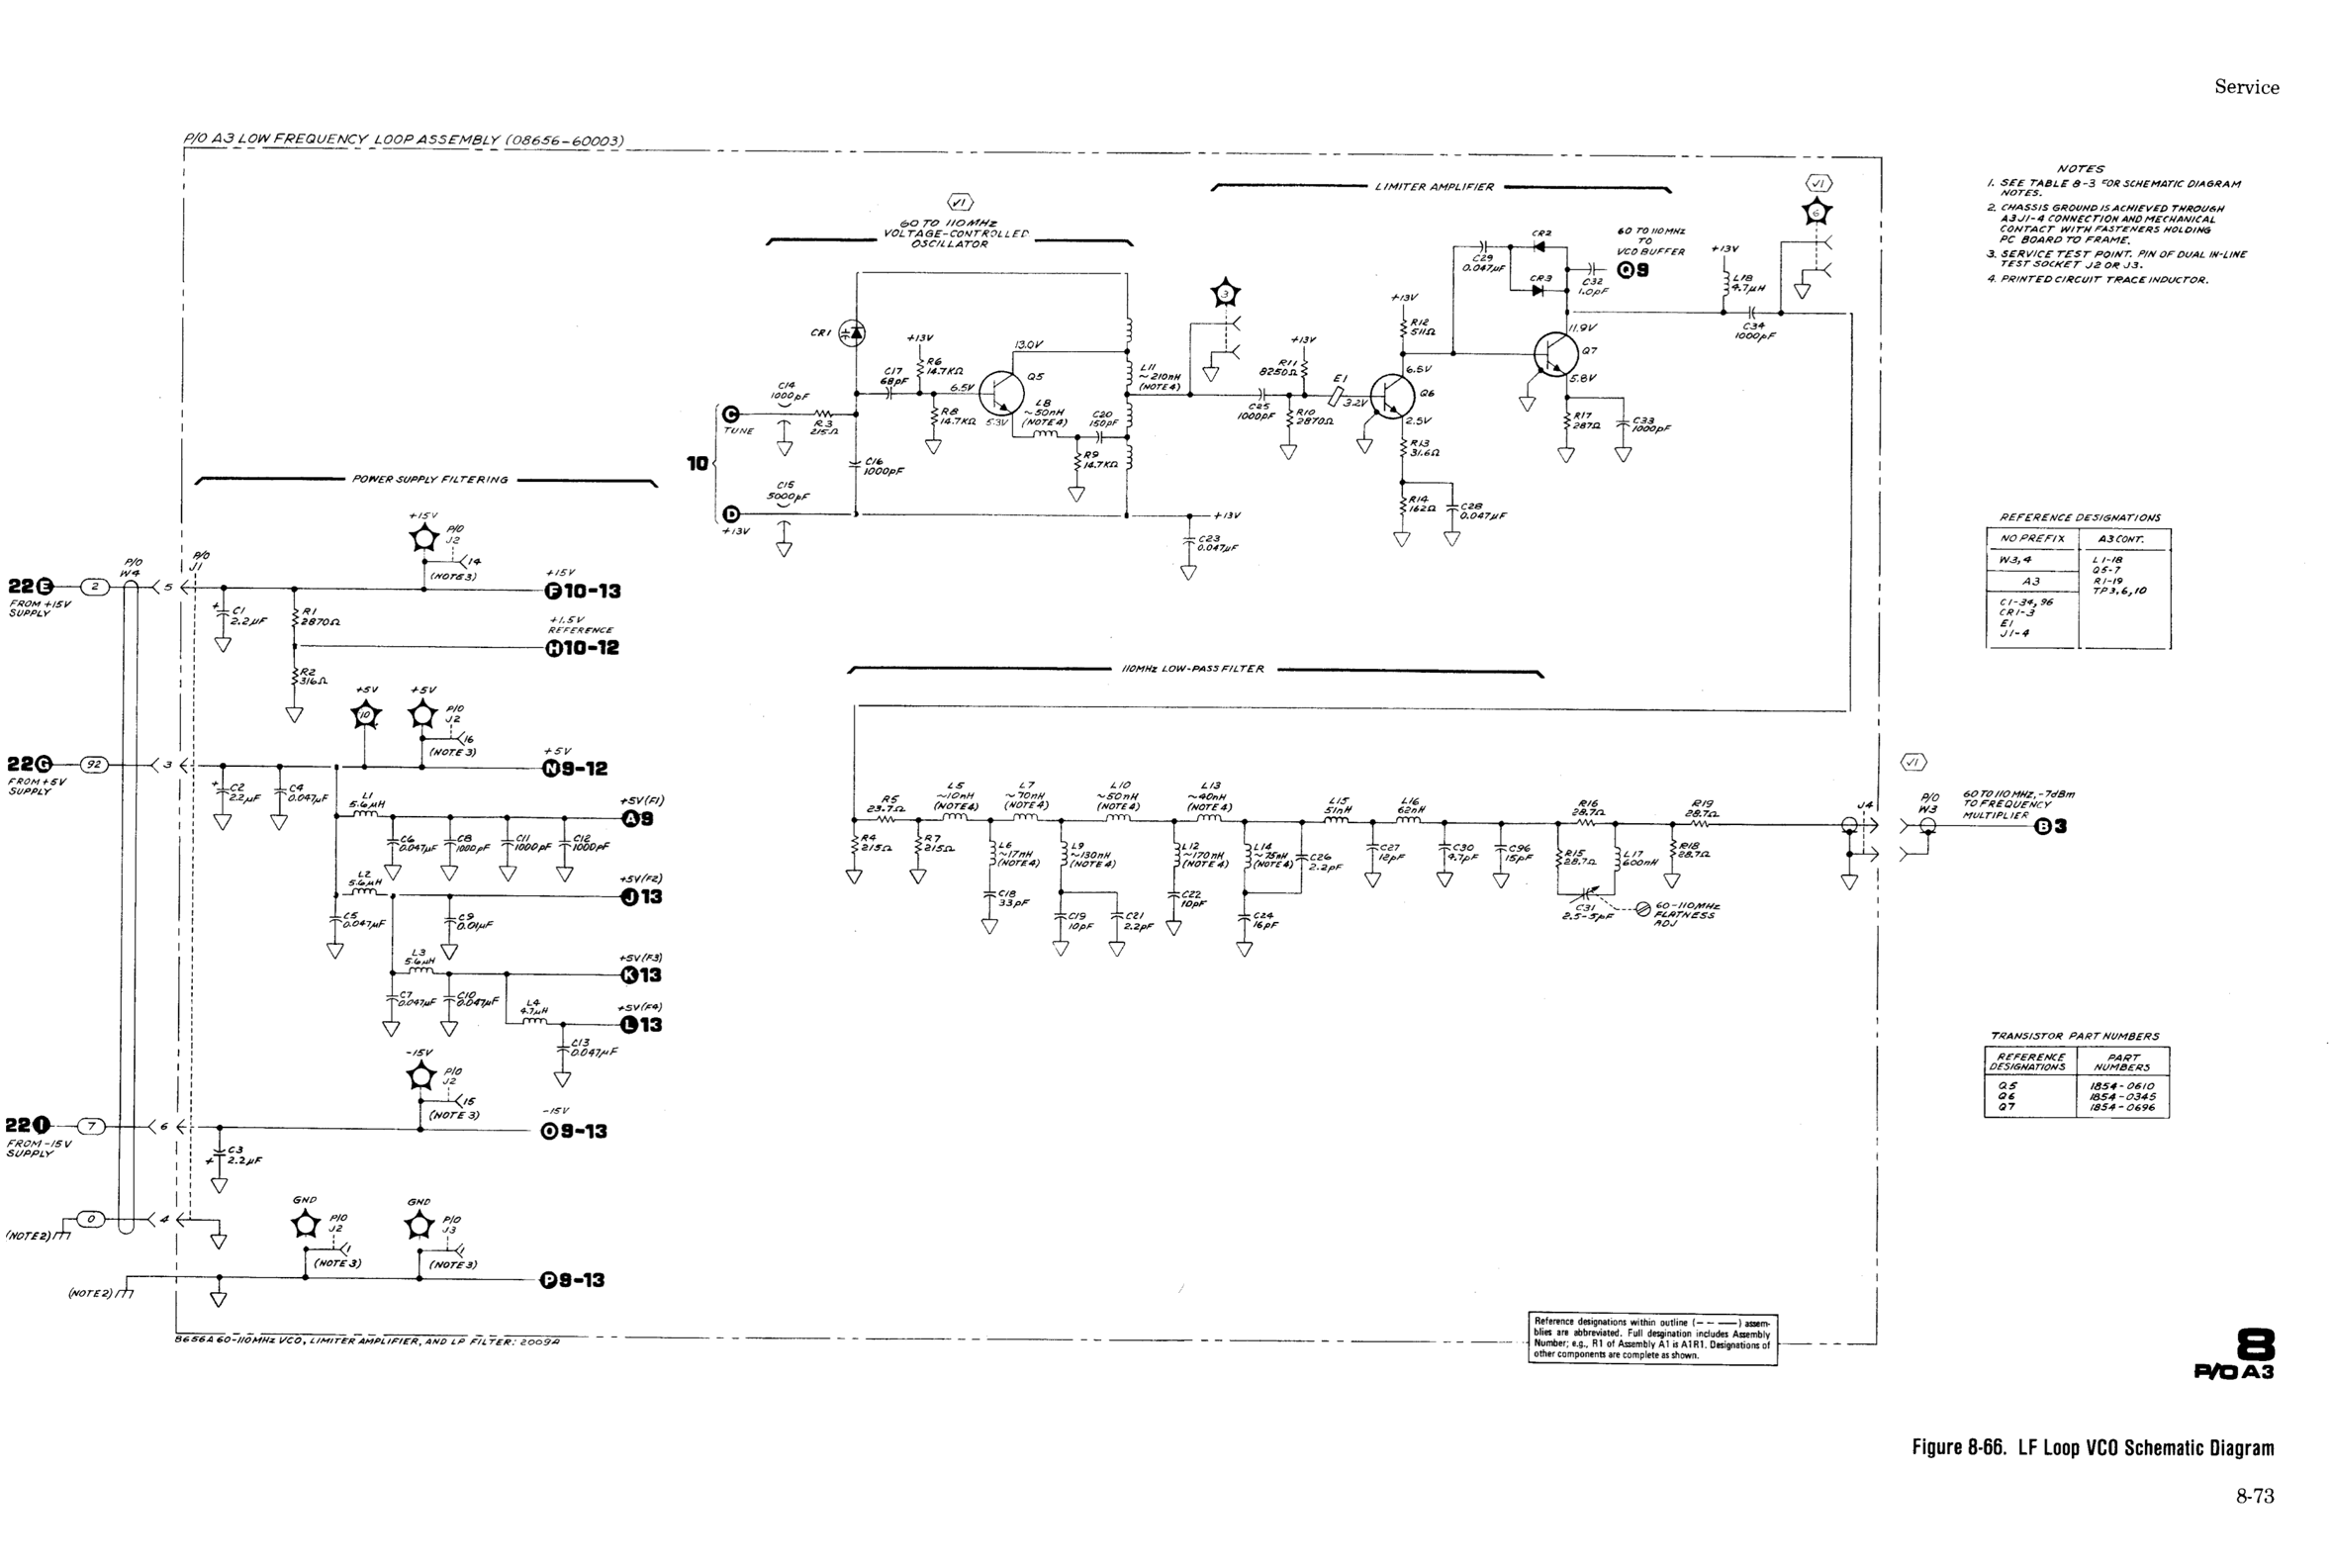 Service
P/O A3 LOW FREQUENCY LOOP ASSEMBLY (08656-60003)
√1
60 TO 110MHz
VOLTAGE-CONTROLLED
OSCILLATOR
LIMITER AMPLIFIER
√1
6
NOTES
1. SEE TABLE 8-3 FOR SCHEMATIC DIAGRAM
NOTES.
2. CHASSIS GROUND IS ACHIEVED THROUGH
A3J1-4 CONNECTION AND MECHANICAL
CONTACT WITH FASTENERS HOLDING
PC BOARD TO FRAME.
3. SERVICE TEST POINT. PIN OF DUAL IN-LINE
TEST SOCKET J2 OR J3.
4. PRINTED CIRCUIT TRACE INDUCTOR.
CR1
C14
1000pF
C
TUNE
R3
215Ω
C17
68pF
+13V
R6
14.7KΩ
6.5V
R8
14.7KΩ
13.0V
Q5
5.3V
L8
~50nH
(NOTE 4)
C20
150pF
R9
14.7KΩ
L11
~210nH
(NOTE 4)
C16
1000pF
10
C15
5000pF
D
+13V
+13V
C23
0.047µF
3
C25
1000pF
+13V
R11
8250Ω
R10
2870Ω
E1
3.2V
+13V
R12
511Ω
6.5V
Q6
2.5V
R13
31.6Ω
R14
162Ω
C28
0.047µF
C29
0.047µF
CR2
CR3
60 TO 110MHz
TO
VCO BUFFER
Q9
C32
1.0pF
11.9V
Q7
5.8V
R17
287Ω
C33
1000pF
+13V
L18
4.7µH
C34
1000pF
POWER SUPPLY FILTERING
P/O
W4
P/O
J1
22E
2
5
FROM +15V
SUPPLY
C1
2.2µF
R1
2870Ω
+15V
P/O
J2
14
(NOTE 3)
+15V
F10-13
+1.5V
REFERENCE
H10-12
R2
316Ω
+5V
10
+5V
P/O
J2
16
(NOTE 3)
22G
92
3
FROM +5V
SUPPLY
+5V
N9-12
C2
22µF
C4
0.047µF
L1
5.6µH
+5V(F1)
A9
C6
0.047µF
C8
1000pF
C11
1000pF
C12
1000pF
L2
5.6µH
+5V(F2)
J13
C5
0.047µF
C9
0.01µF
L3
5.6µH
+5V(F3)
K13
C7
0.047µF
C10
0.047µF
L4
4.7µH
+5V(F4)
L13
C13
0.047µF
-15V
P/O
J2
15
(NOTE 3)
22I
7
6
FROM -15V
SUPPLY
-15V
O9-13
C3
2.2µF
0
4
(NOTE 2)
GND
P/O
J2
1
(NOTE 3)
GND
P/O
J3
1
(NOTE 3)
(NOTE 2)
P9-13
110MHz LOW-PASS FILTER
R4
215Ω
R5
23.7Ω
R7
215Ω
L5
~10nH
(NOTE 4)
L7
~70nH
(NOTE 4)
L10
~50nH
(NOTE 4)
L13
~40nH
(NOTE 4)
L6
~17nH
(NOTE 4)
C18
33pF
L9
~130nH
(NOTE 4)
C19
10pF
C21
2.2pF
L12
~170nH
(NOTE 4)
C22
10pF
L14
~75nH
(NOTE 4)
C26
2.2pF
C24
16pF
L15
51nH
L16
62nH
C27
12pF
C30
4.7pF
C96
15pF
R16
28.7Ω
R15
28.7Ω
L17
600nH
R19
28.7Ω
R18
28.7Ω
C31
2.5-5pF
60-110MHz
FLATNESS
ADJ
J4
√1
P/O
W3
60 TO 110 MHz, -7dBm
TO FREQUENCY
MULTIPLIER
B3
REFERENCE DESIGNATIONS
NO PREFIX
A3 CONT.
W3,4
A3
C1-34, 96
CR1-3
E1
J1-4
L1-18
Q5-7
R1-19
TP3,6,10
TRANSISTOR PART NUMBERS
REFERENCE DESIGNATIONS
PART NUMBERS
Q5 1854-0610
Q6 1854-0345
Q7 1854-0696
8656A 60-110MHz VCO, LIMITER AMPLIFIER, AND LP FILTER: 2009A
Reference designations within outline (– – —) assem-
blies are abbreviated. Full desgination includes Assembly
Number; e.g., R1 of Assembly A1 is A1R1. Designations of
other components are complete as shown.
8
P/O A3
Figure 8-66. LF Loop VCO Schematic Diagram
8-73